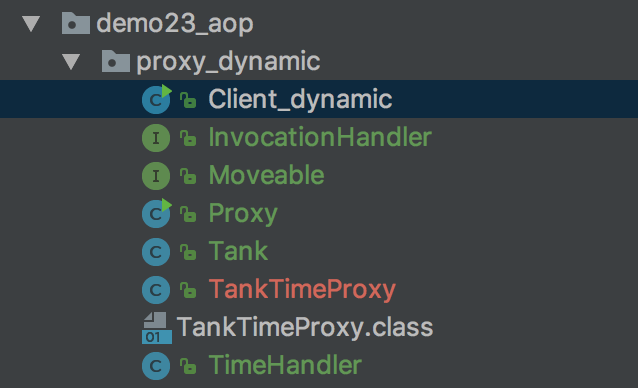 demo23_aop
proxy_dynamic
C Client_dynamic
I InvocationHandler
I Moveable
C Proxy
C Tank
C TankTimeProxy
01 TankTimeProxy.class
C TimeHandler